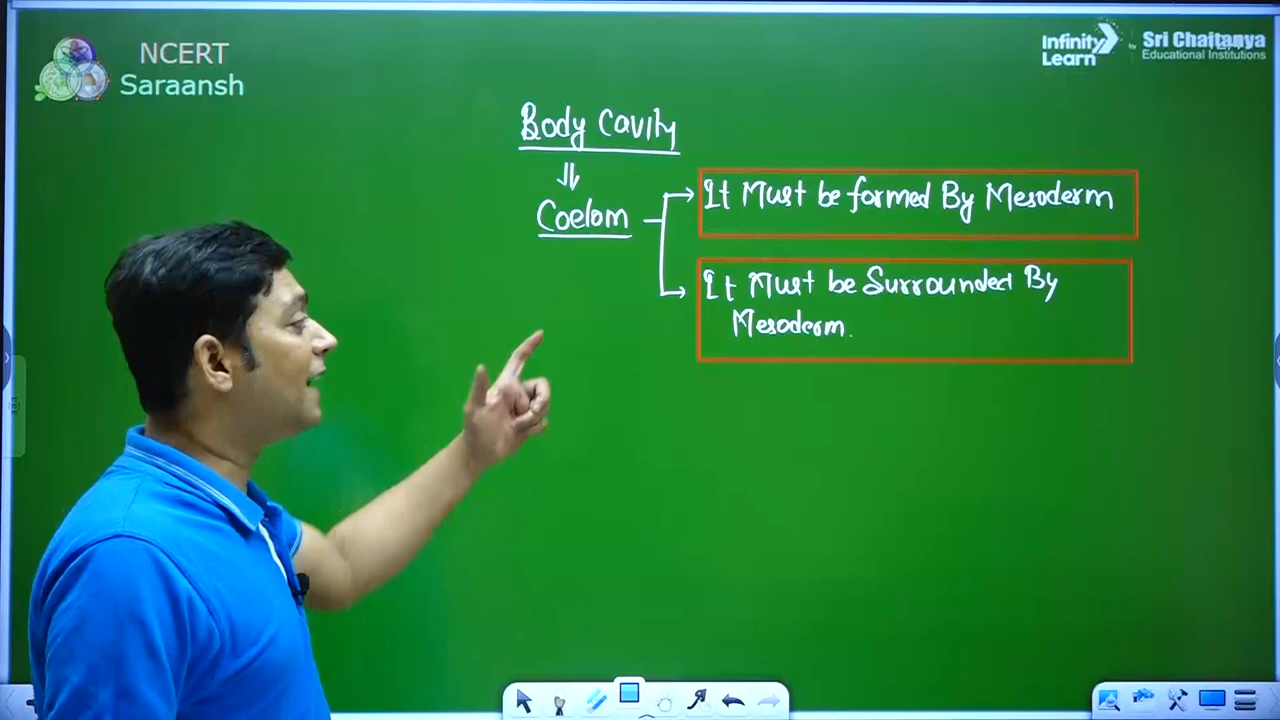 NCERT
Saraansh
Infinity
Learn
by
Sri Chaitanya
Educational Institutions
Body Cavity
⇓
Coelom
→ It Must be formed By Mesoderm
→ It Must be Surrounded By
Mesoderm.